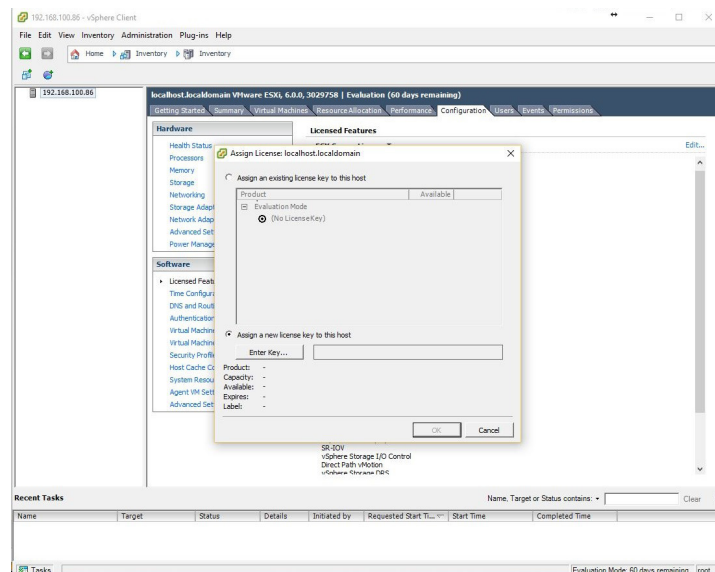 192.168.100.86 - vSphere Client
File Edit View Inventory Administration Plug-ins Help
Home Inventory Inventory
192.168.100.86
localhost.localdomain VMware ESXi, 6.0.0, 3029758 | Evaluation (60 days remaining)
Getting Started Summary Virtual Machines Resource Allocation Performance Configuration Users Events Permissions
Hardware
Health Status
Processors
Memory
Storage
Networking
Storage Adap
Network Adap
Advanced Set
Power Manage
Software
Licensed Feat
Time Configura
DNS and Routi
Authentication
Virtual Machine
Virtual Machine
Security Profil
Host Cache Co
System Resou
Agent VM Sett
Advanced Set
Licensed Features
Edit...
Assign License: localhost.localdomain
Assign an existing license key to this host
Product Available
Evaluation Mode
(No License Key)
Assign a new license key to this host
Enter Key...
Product: -
Capacity: -
Available: -
Expires: -
Label: -
OK Cancel
SR-IOV
vSphere Storage I/O Control
Direct Path vMotion
vSphere Storage DRS
Recent Tasks
Name, Target or Status contains: Clear
Name Target Status Details Initiated by Requested Start Ti... Start Time Completed Time
Tasks Evaluation Mode: 60 days remaining root